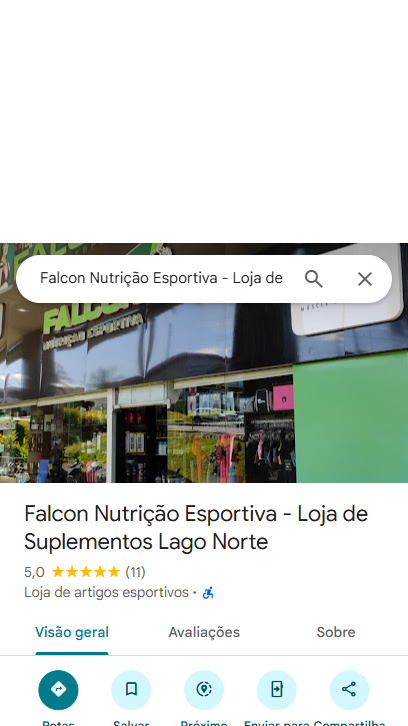 Falcon Nutrição Esportiva - Loja de
FALCON
NUTRIÇÃO ESPORTIVA
Falcon Nutrição Esportiva - Loja de
Suplementos Lago Norte
5,0 ★★★★★ (11)
Loja de artigos esportivos ·
Visão geral
Avaliações
Sobre
Rotas
Salvar
Próximo
Enviar para
Compartilha